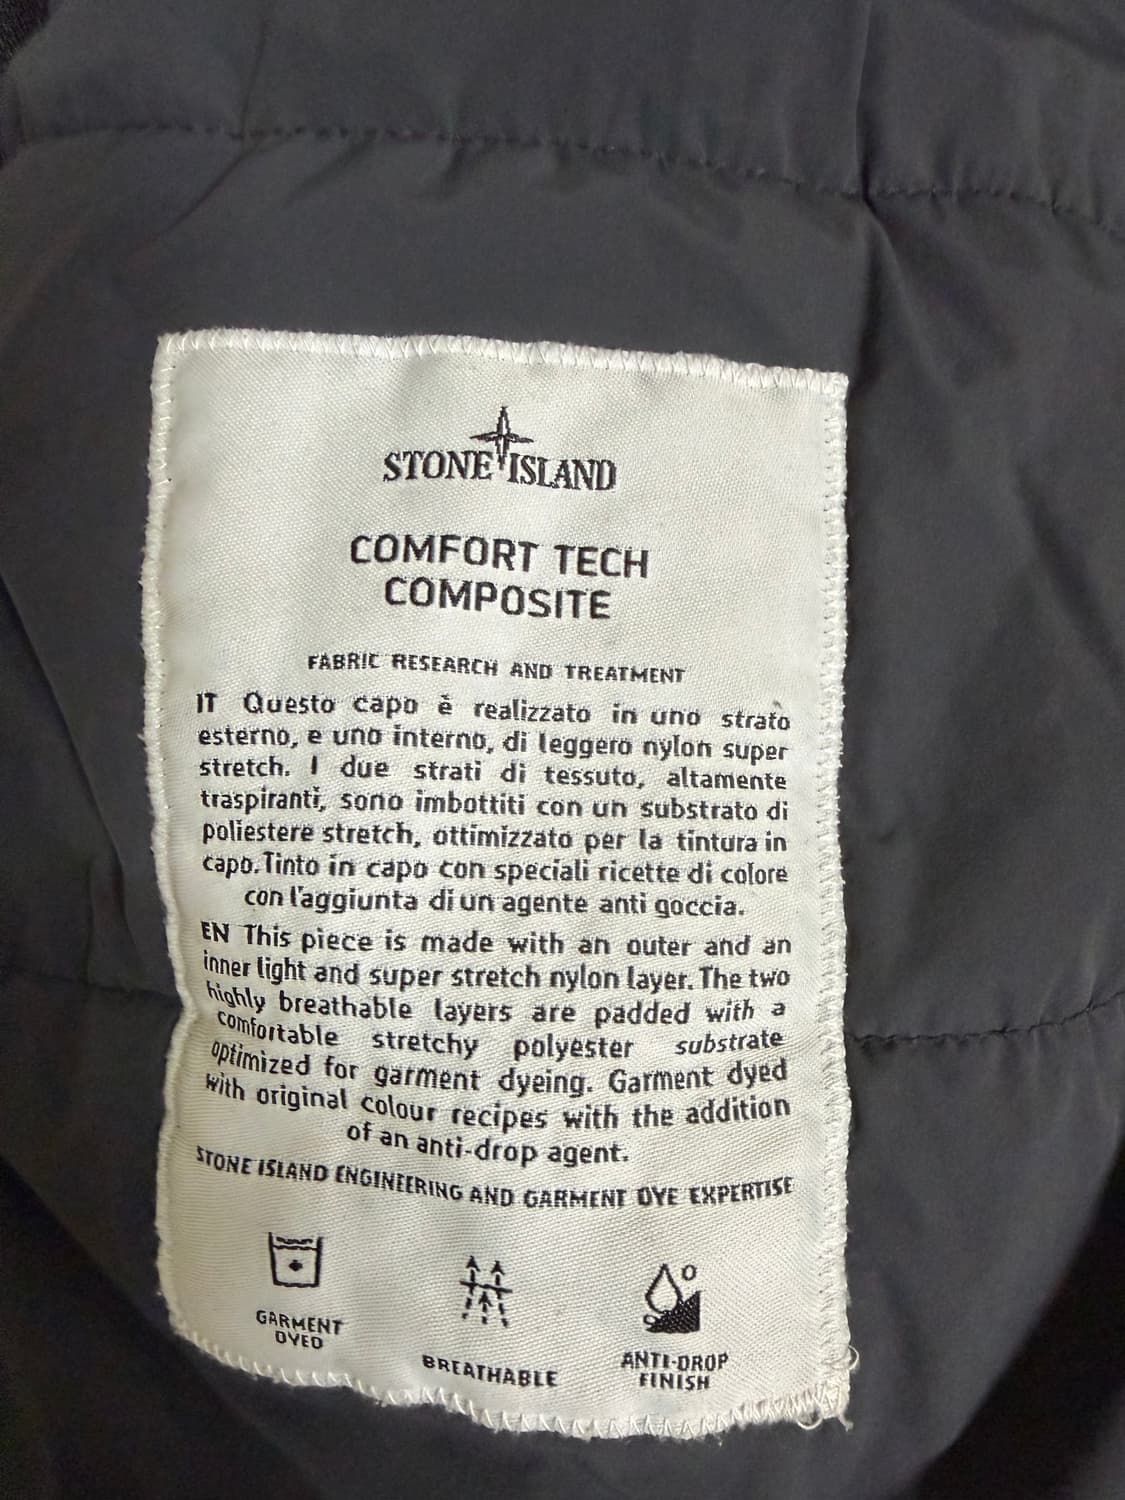 STONE ISLAND
COMFORT TECH
COMPOSITE
FABRIC RESEARCH AND TREATMENT
IT Questo capo è realizzato in uno strato
esterno, e uno interno, di leggero nylon super
stretch. I due strati di tessuto, altamente
traspiranti, sono imbottiti con un substrato di
poliestere stretch, ottimizzato per la tintura in
capo. Tinto in capo con speciali ricette di colore
con l'aggiunta di un agente anti goccia.
EN This piece is made with an outer and an
inner light and super stretch nylon layer. The two
highly breathable layers are padded with a
comfortable stretchy polyester substrate
optimized for garment dyeing. Garment dyed
with original colour recipes with the addition
of an anti-drop agent.
STONE ISLAND ENGINEERING AND GARMENT DYE EXPERTISE
GARMENT
DYED
BREATHABLE
ANTI-DROP
FINISH